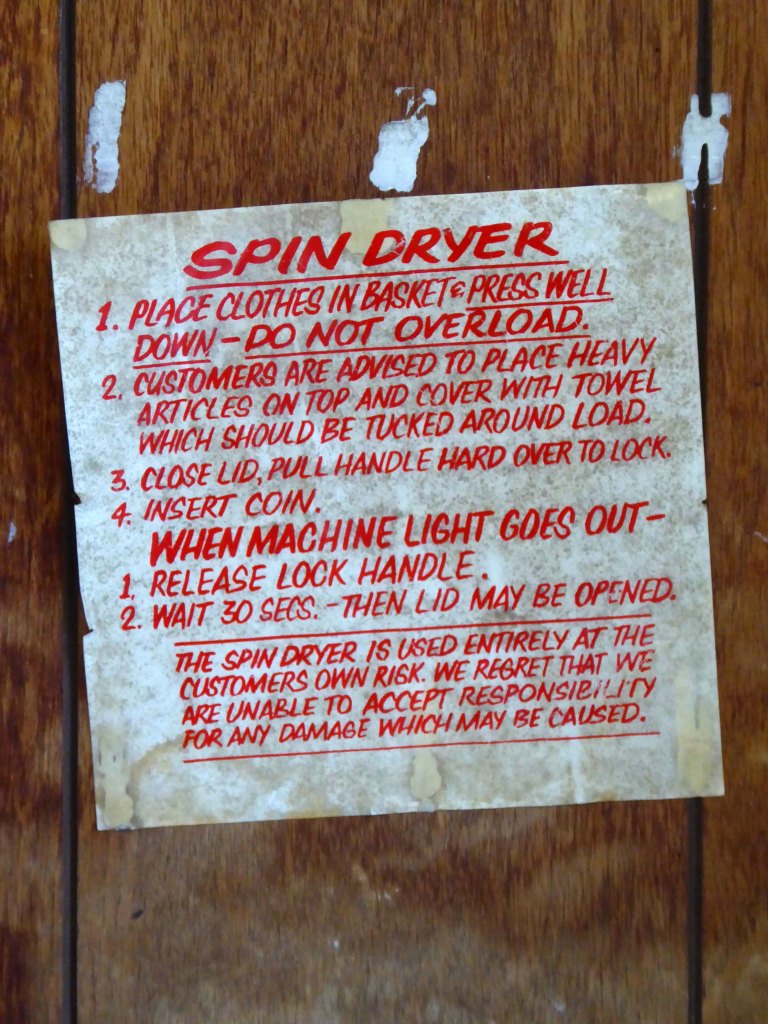 SPIN DRYER
1. PLACE CLOTHES IN BASKET & PRESS WELL
DOWN - DO NOT OVERLOAD.
2. CUSTOMERS ARE ADVISED TO PLACE HEAVY
ARTICLES ON TOP AND COVER WITH TOWEL
WHICH SHOULD BE TUCKED AROUND LOAD.
3. CLOSE LID, PULL HANDLE HARD OVER TO LOCK.
4. INSERT COIN.
WHEN MACHINE LIGHT GOES OUT -
1. RELEASE LOCK HANDLE.
2. WAIT 30 SECS. - THEN LID MAY BE OPENED.
THE SPIN DRYER IS USED ENTIRELY AT THE
CUSTOMERS OWN RISK. WE REGRET THAT WE
ARE UNABLE TO ACCEPT RESPONSIBILITY
FOR ANY DAMAGE WHICH MAY BE CAUSED.